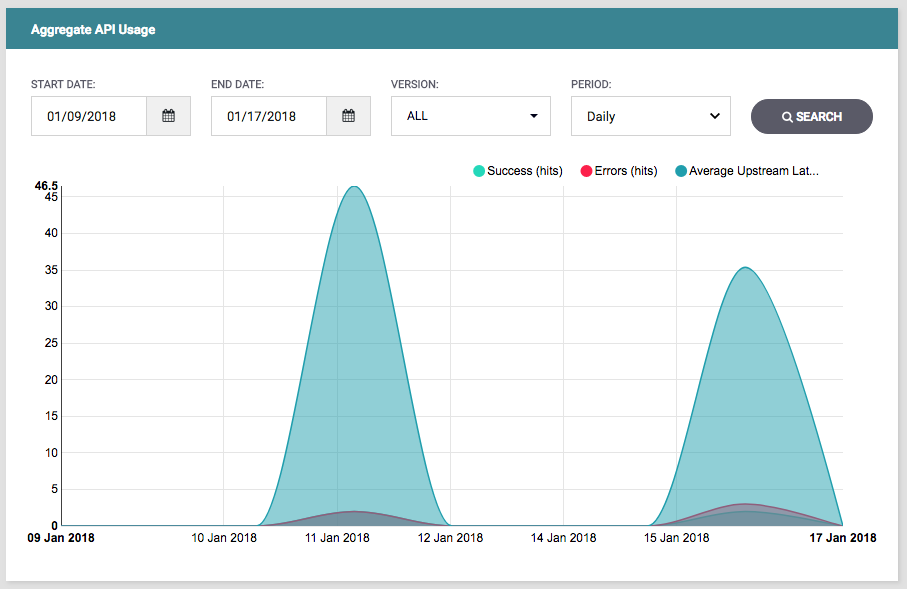 Aggregate API Usage
START DATE: END DATE: VERSION: PERIOD:
01/09/2018 01/17/2018 ALL Daily SEARCH
Success (hits) Errors (hits) Average Upstream Lat...
46.5
45
40
35
30
25
20
15
10
5
0
09 Jan 2018 10 Jan 2018 11 Jan 2018 12 Jan 2018 14 Jan 2018 15 Jan 2018 17 Jan 2018